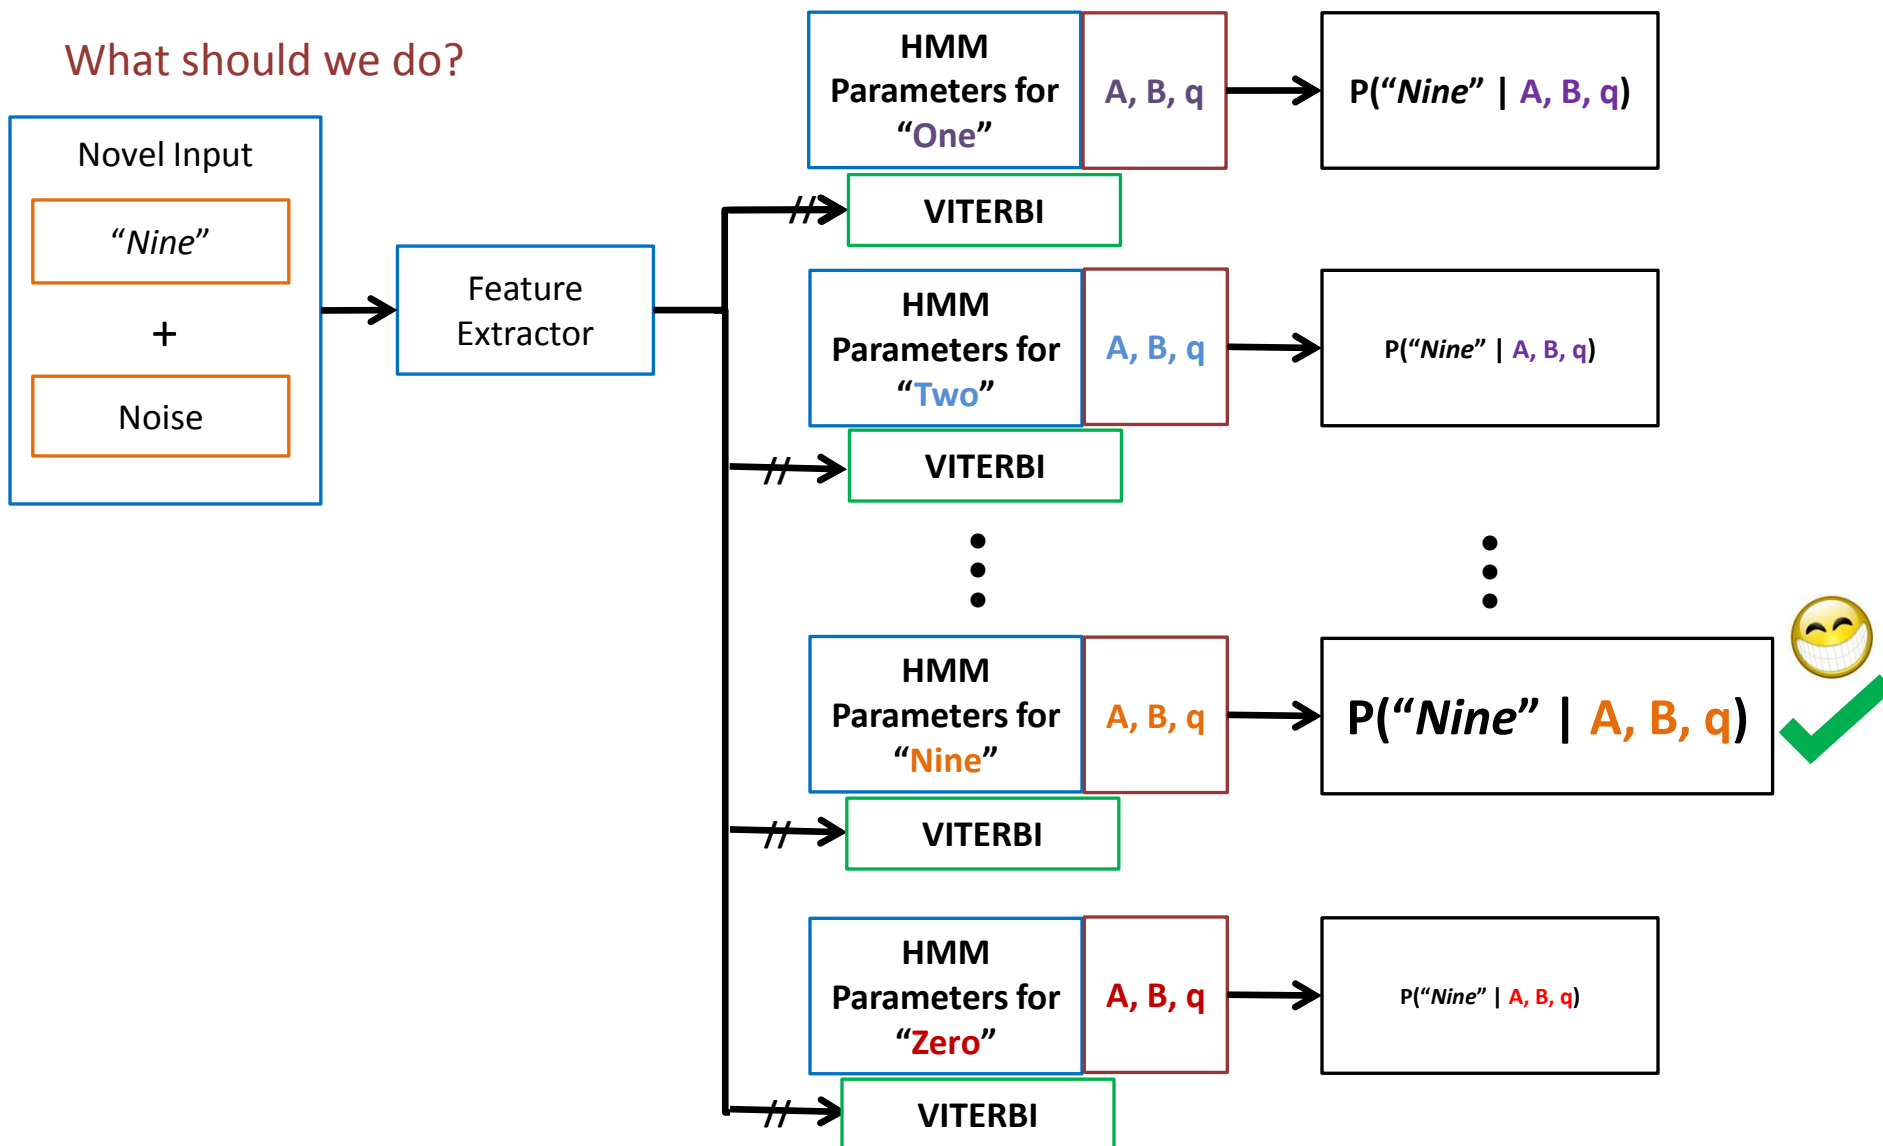 What should we do?
Novel Input
“Nine”
+
Noise
Feature
Extractor
HMM
Parameters for
“One”
A, B, q
P(“Nine” | A, B, q)
VITERBI
HMM
Parameters for
“Two”
A, B, q
P(“Nine” | A, B, q)
VITERBI
HMM
Parameters for
“Nine”
A, B, q
P(“Nine” | A, B, q)
VITERBI
HMM
Parameters for
“Zero”
A, B, q
P(“Nine” | A, B, q)
VITERBI